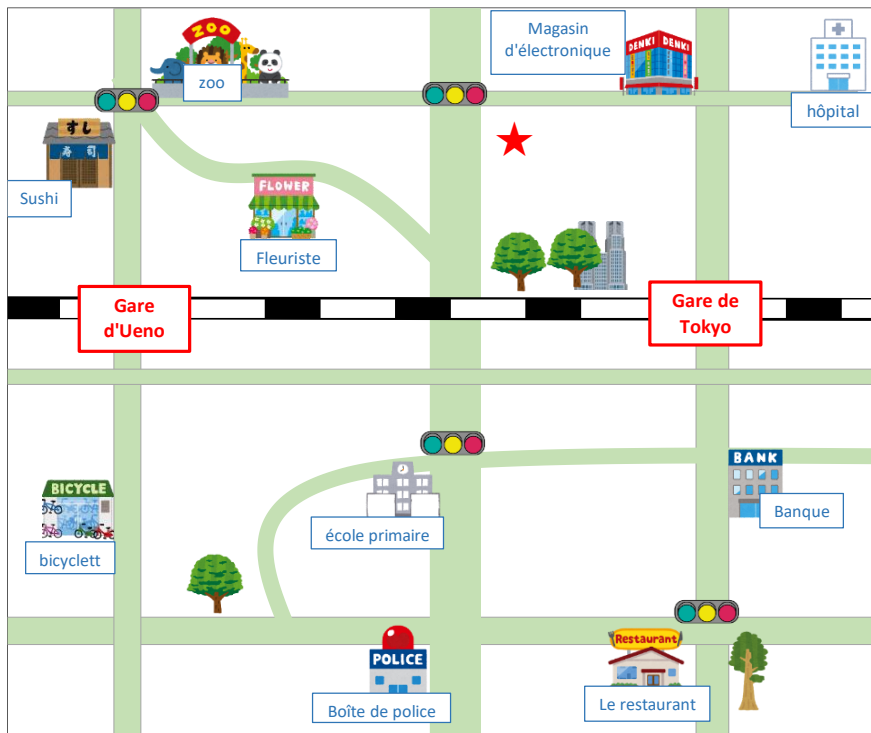 Magasin
d'électronique
ZOO
zoo
DENKI DENKI
hôpital
すし
寿司
Sushi
FLOWER
Fleuriste
Gare
d'Ueno
Gare de
Tokyo
BICYCLE
bicyclett
école primaire
BANK
Banque
POLICE
Boîte de police
Restaurant
Le restaurant